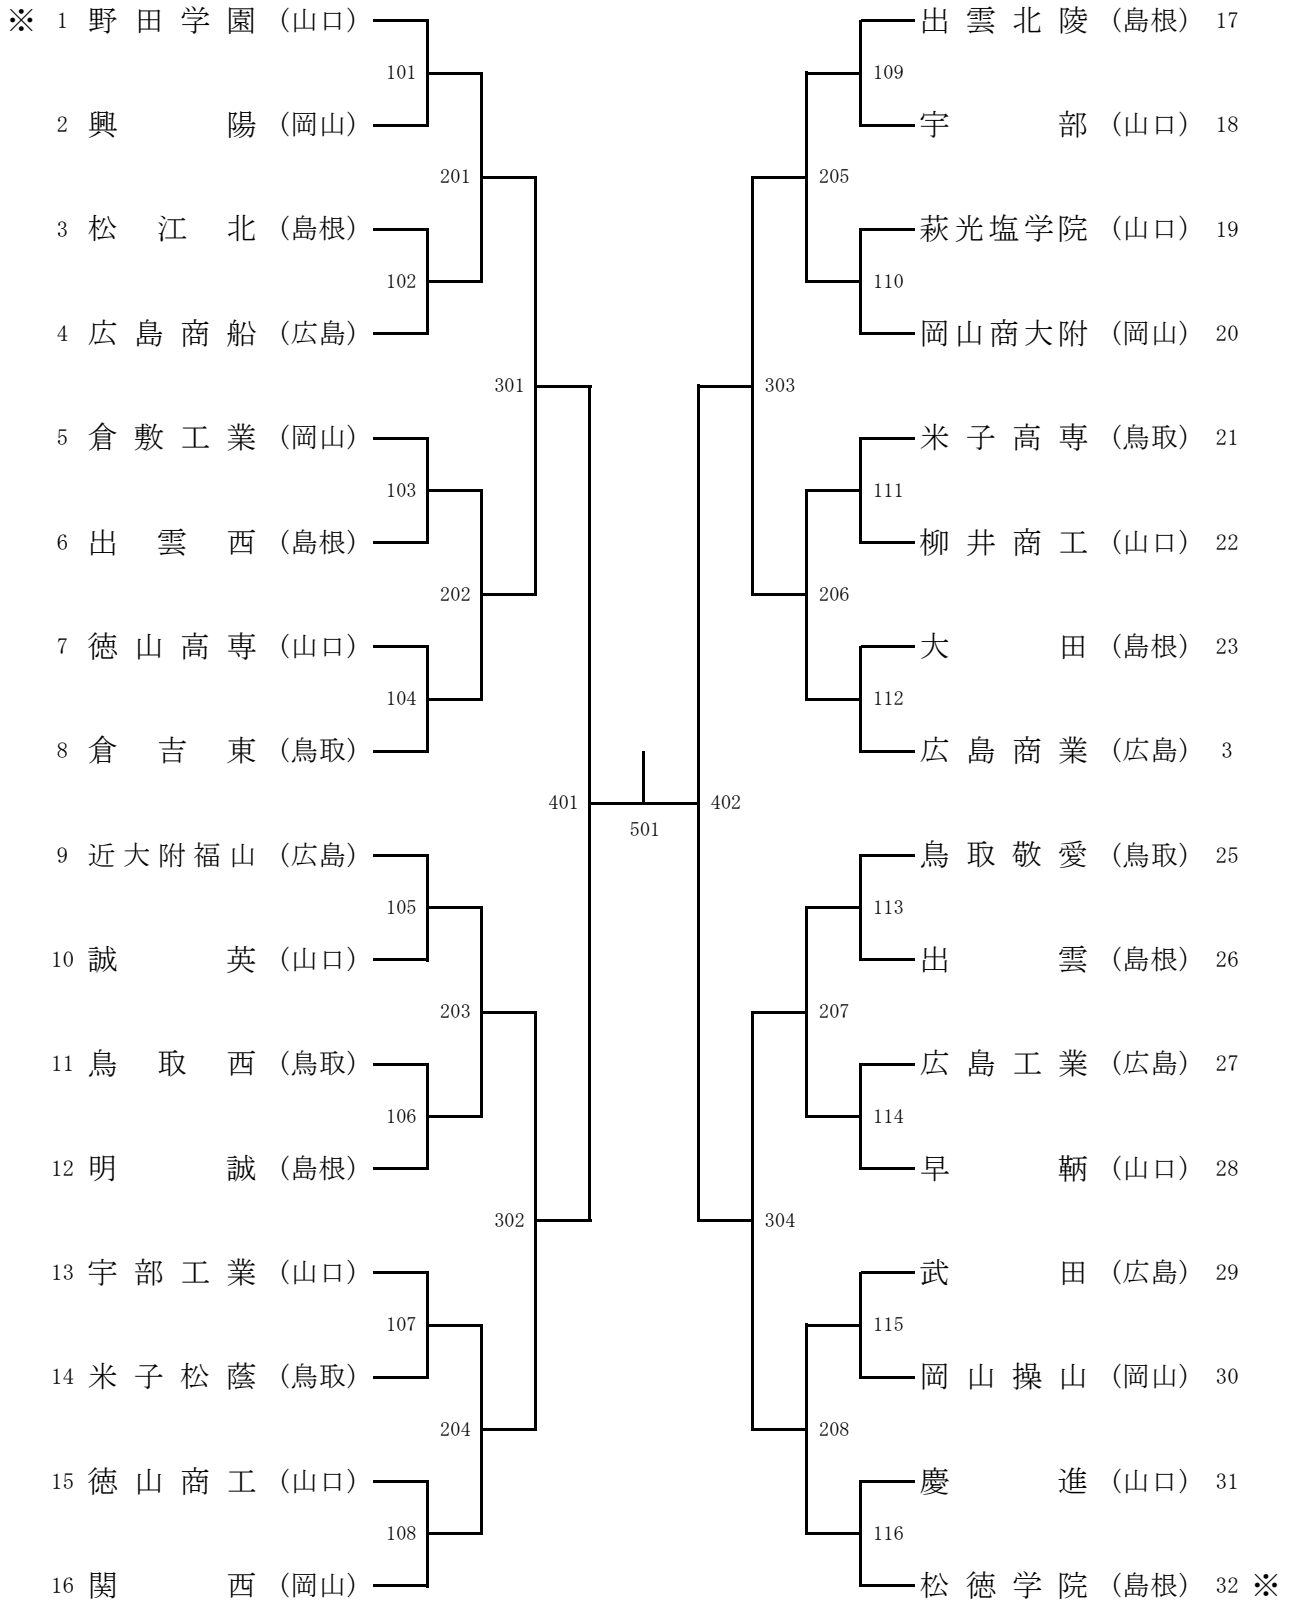 ※ 1 野田学園 (山口)
101
2 興陽 (岡山)
201
3 松江北 (島根)
102
4 広島商船 (広島)
301
5 倉敷工業 (岡山)
103
6 出雲西 (島根)
202
7 徳山高専 (山口)
104
8 倉吉東 (鳥取)
401
9 近大附福山 (広島)
105
10 誠英 (山口)
203
11 鳥取西 (鳥取)
106
12 明誠 (島根)
302
13 宇部工業 (山口)
107
14 米子松蔭 (鳥取)
204
15 徳山商工 (山口)
108
16 関西 (岡山)
501
出雲北陵 (島根) 17
109
宇部 (山口) 18
205
萩光塩学院 (山口) 19
110
岡山商大附 (岡山) 20
303
米子高専 (鳥取) 21
111
柳井商工 (山口) 22
206
大田 (島根) 23
112
広島商業 (広島) 3
402
鳥取敬愛 (鳥取) 25
113
出雲 (島根) 26
207
広島工業 (広島) 27
114
早鞆 (山口) 28
304
武田 (広島) 29
115
岡山操山 (岡山) 30
208
慶進 (山口) 31
116
松徳学院 (島根) 32 ※